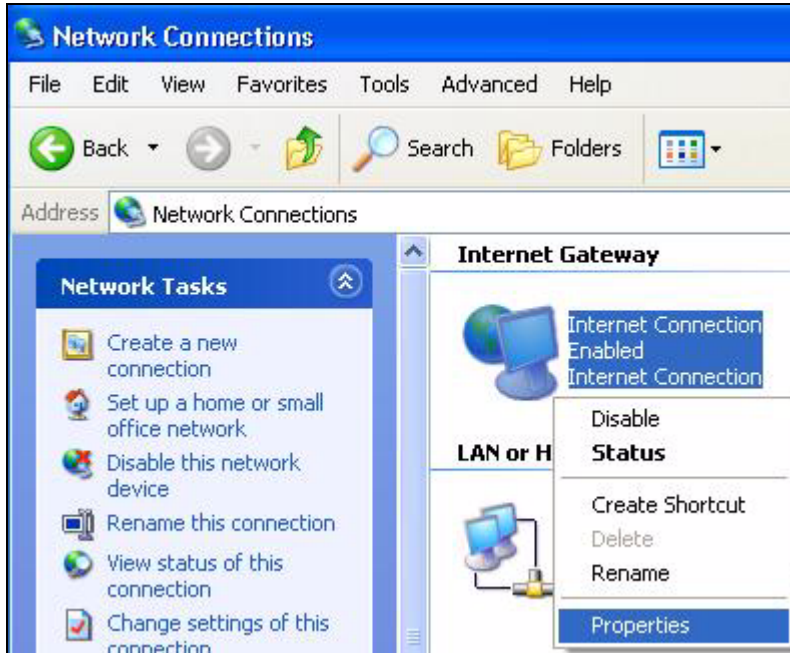 Network Connections
File Edit View Favorites Tools Advanced Help
Back Search Folders
Address Network Connections
Network Tasks
Create a new
connection
Set up a home or small
office network
Disable this network
device
Rename this connection
View status of this
connection
Change settings of this
connection
Internet Gateway
Internet Connection
Enabled
Internet Connection
LAN or H
Disable
Status
Create Shortcut
Delete
Rename
Properties